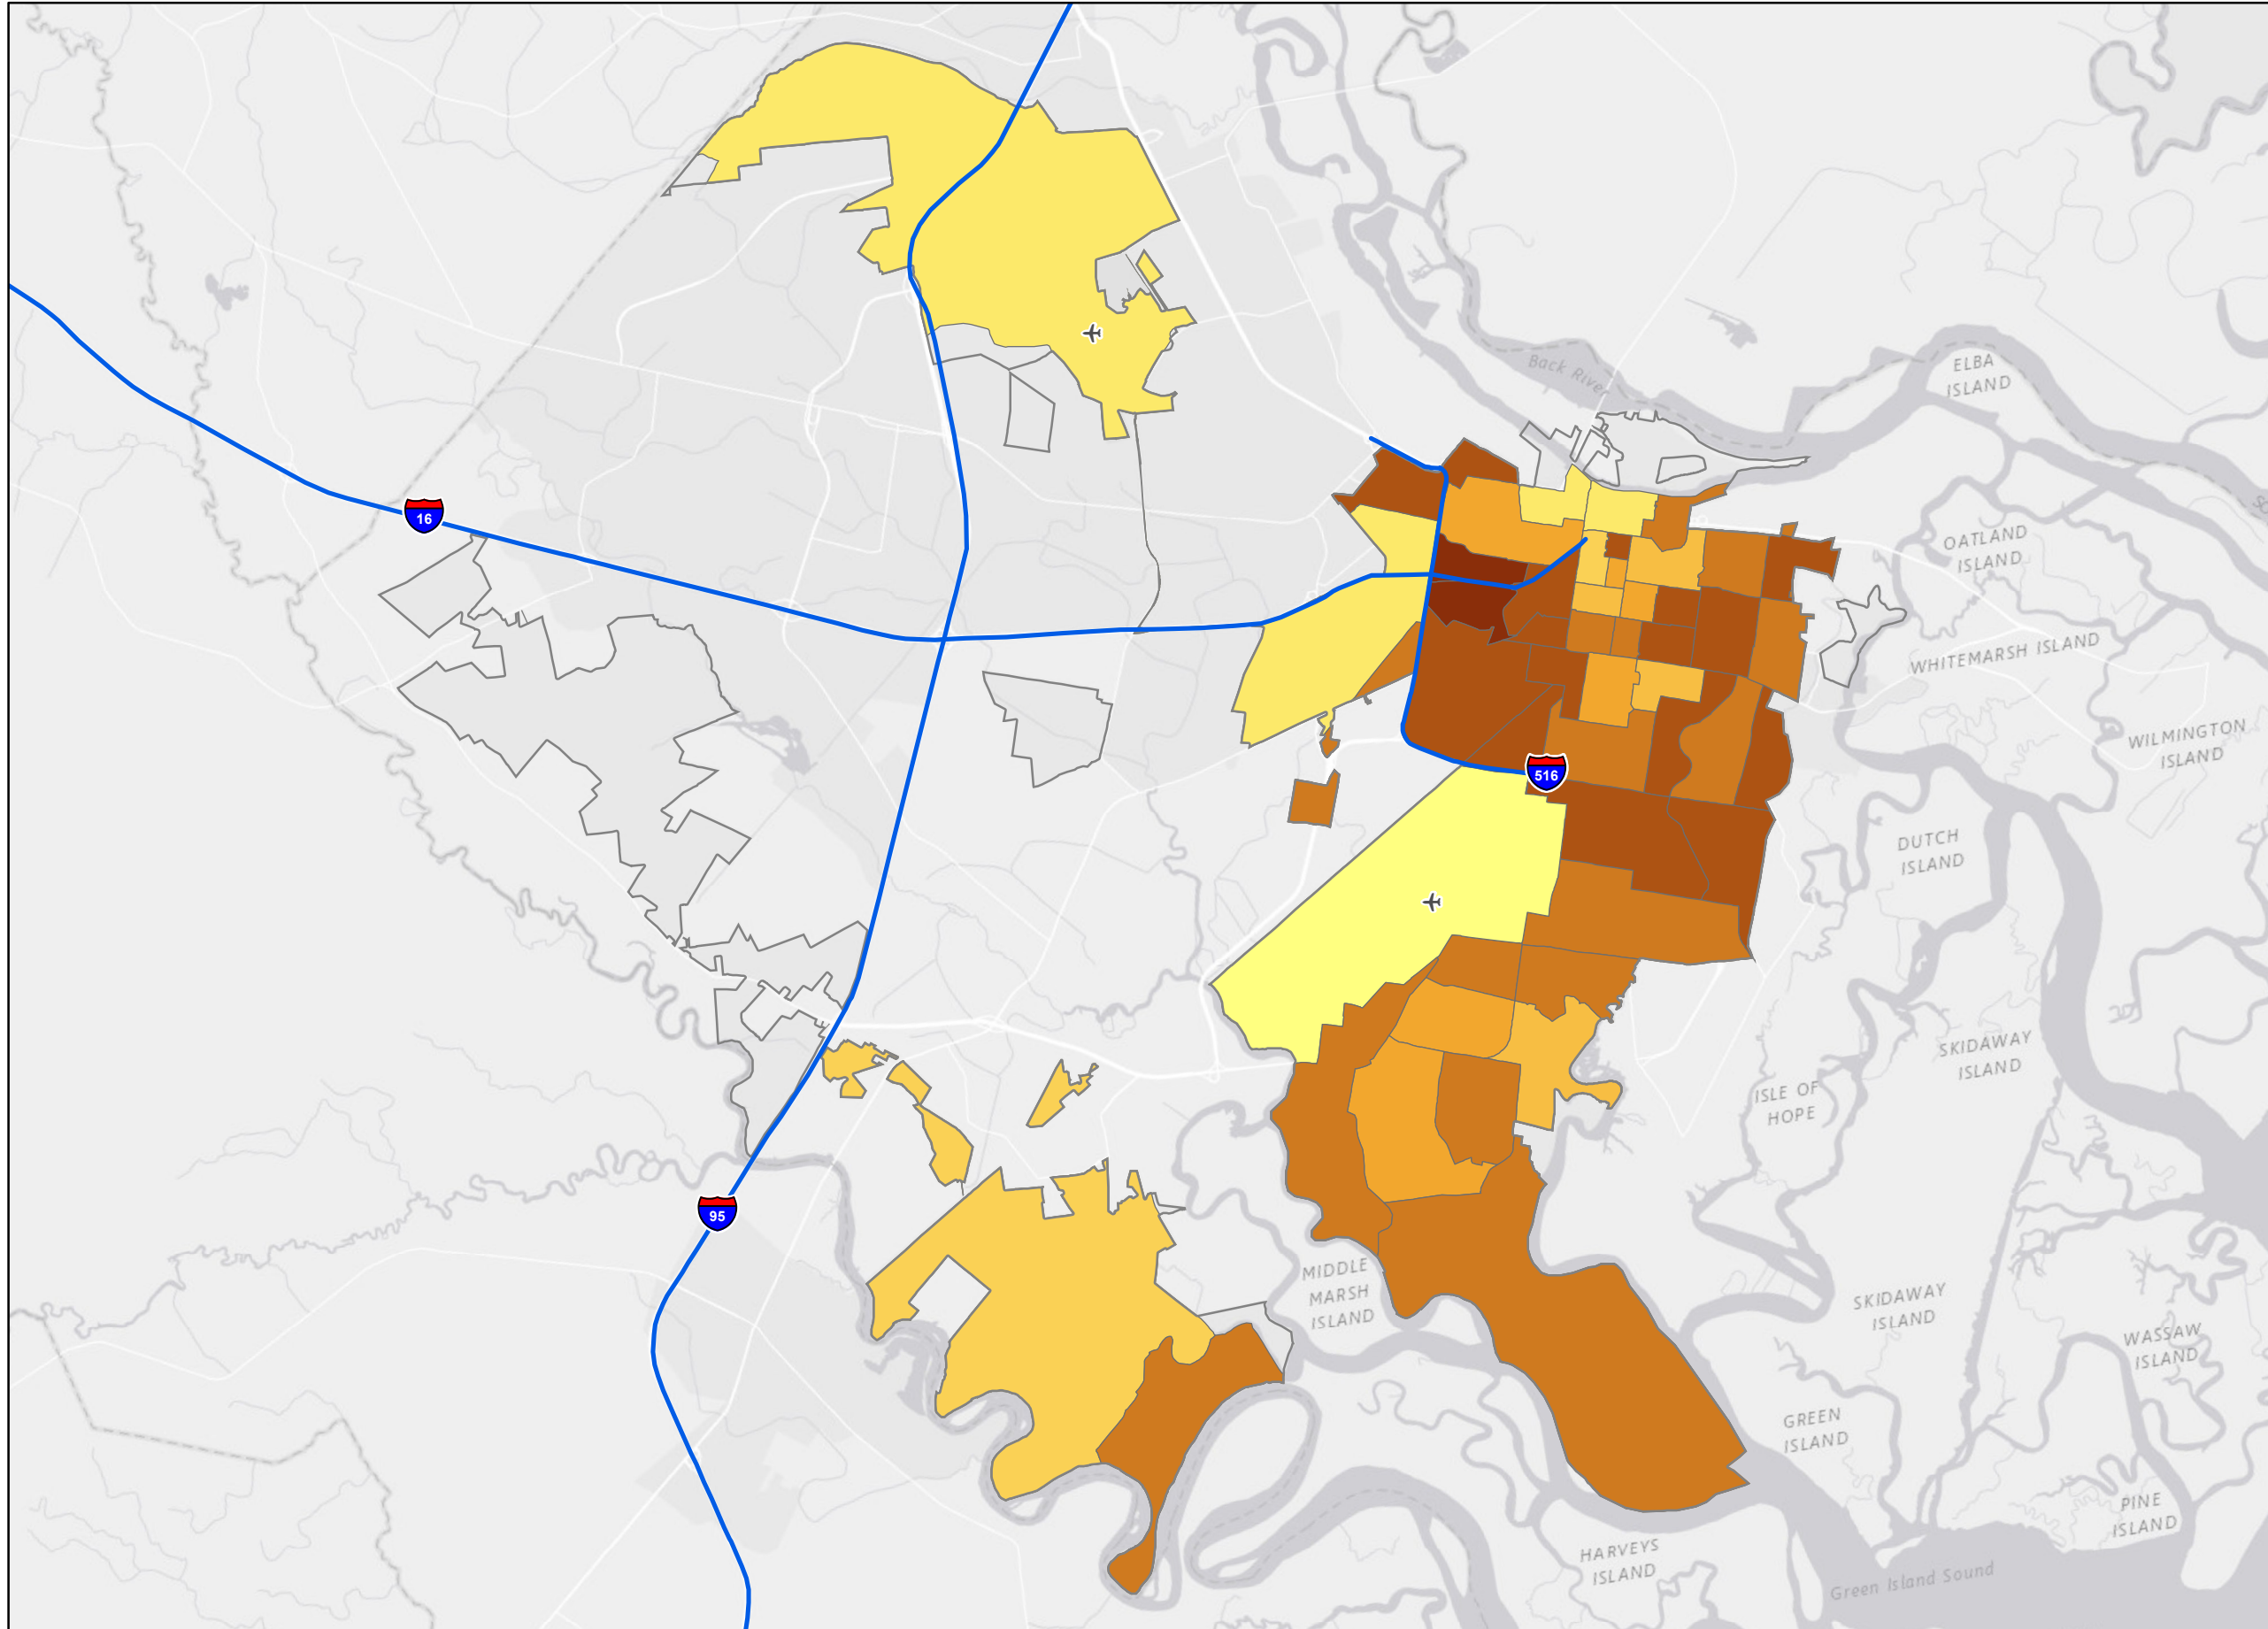 Back River
ELBA
ISLAND
16
OATLAND
ISLAND
WHITEMARSH ISLAND
WILMINGTON
ISLAND
516
DUTCH
ISLAND
SKIDAWAY
ISLAND
ISLE OF
HOPE
95
MIDDLE
MARSH
ISLAND
SKIDAWAY
ISLAND
WASSAW
ISLAND
GREEN
ISLAND
PINE
ISLAND
HARVEYS
ISLAND
Green Island Sound